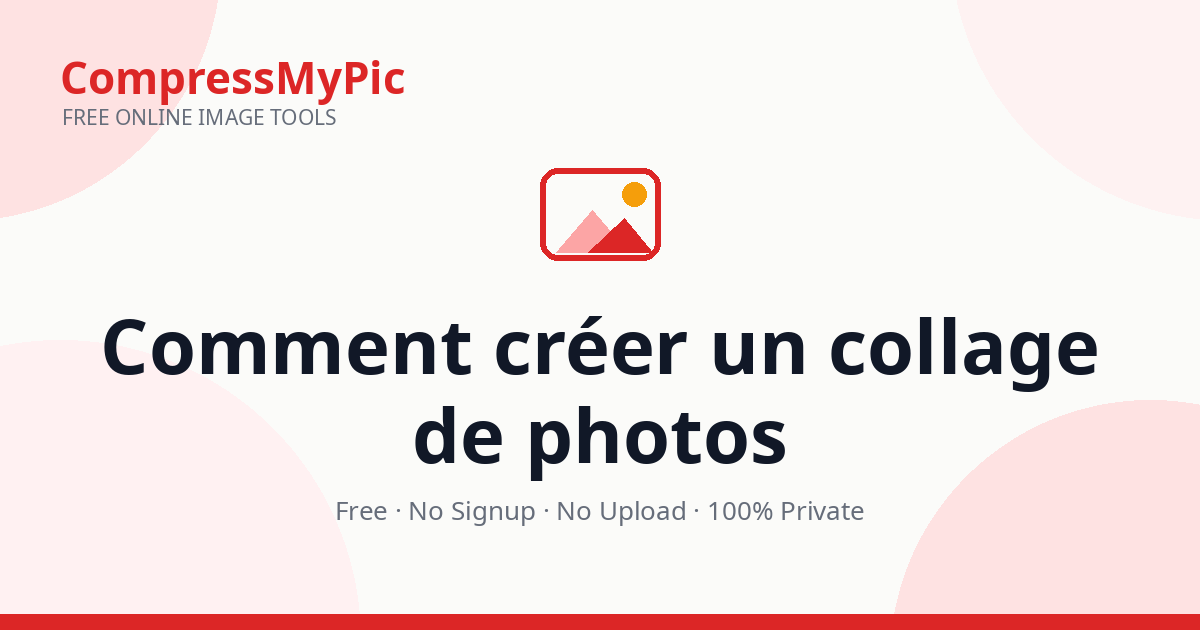 CompressMyPic
FREE ONLINE IMAGE TOOLS
Comment créer un collage
de photos
Free · No Signup · No Upload · 100% Private